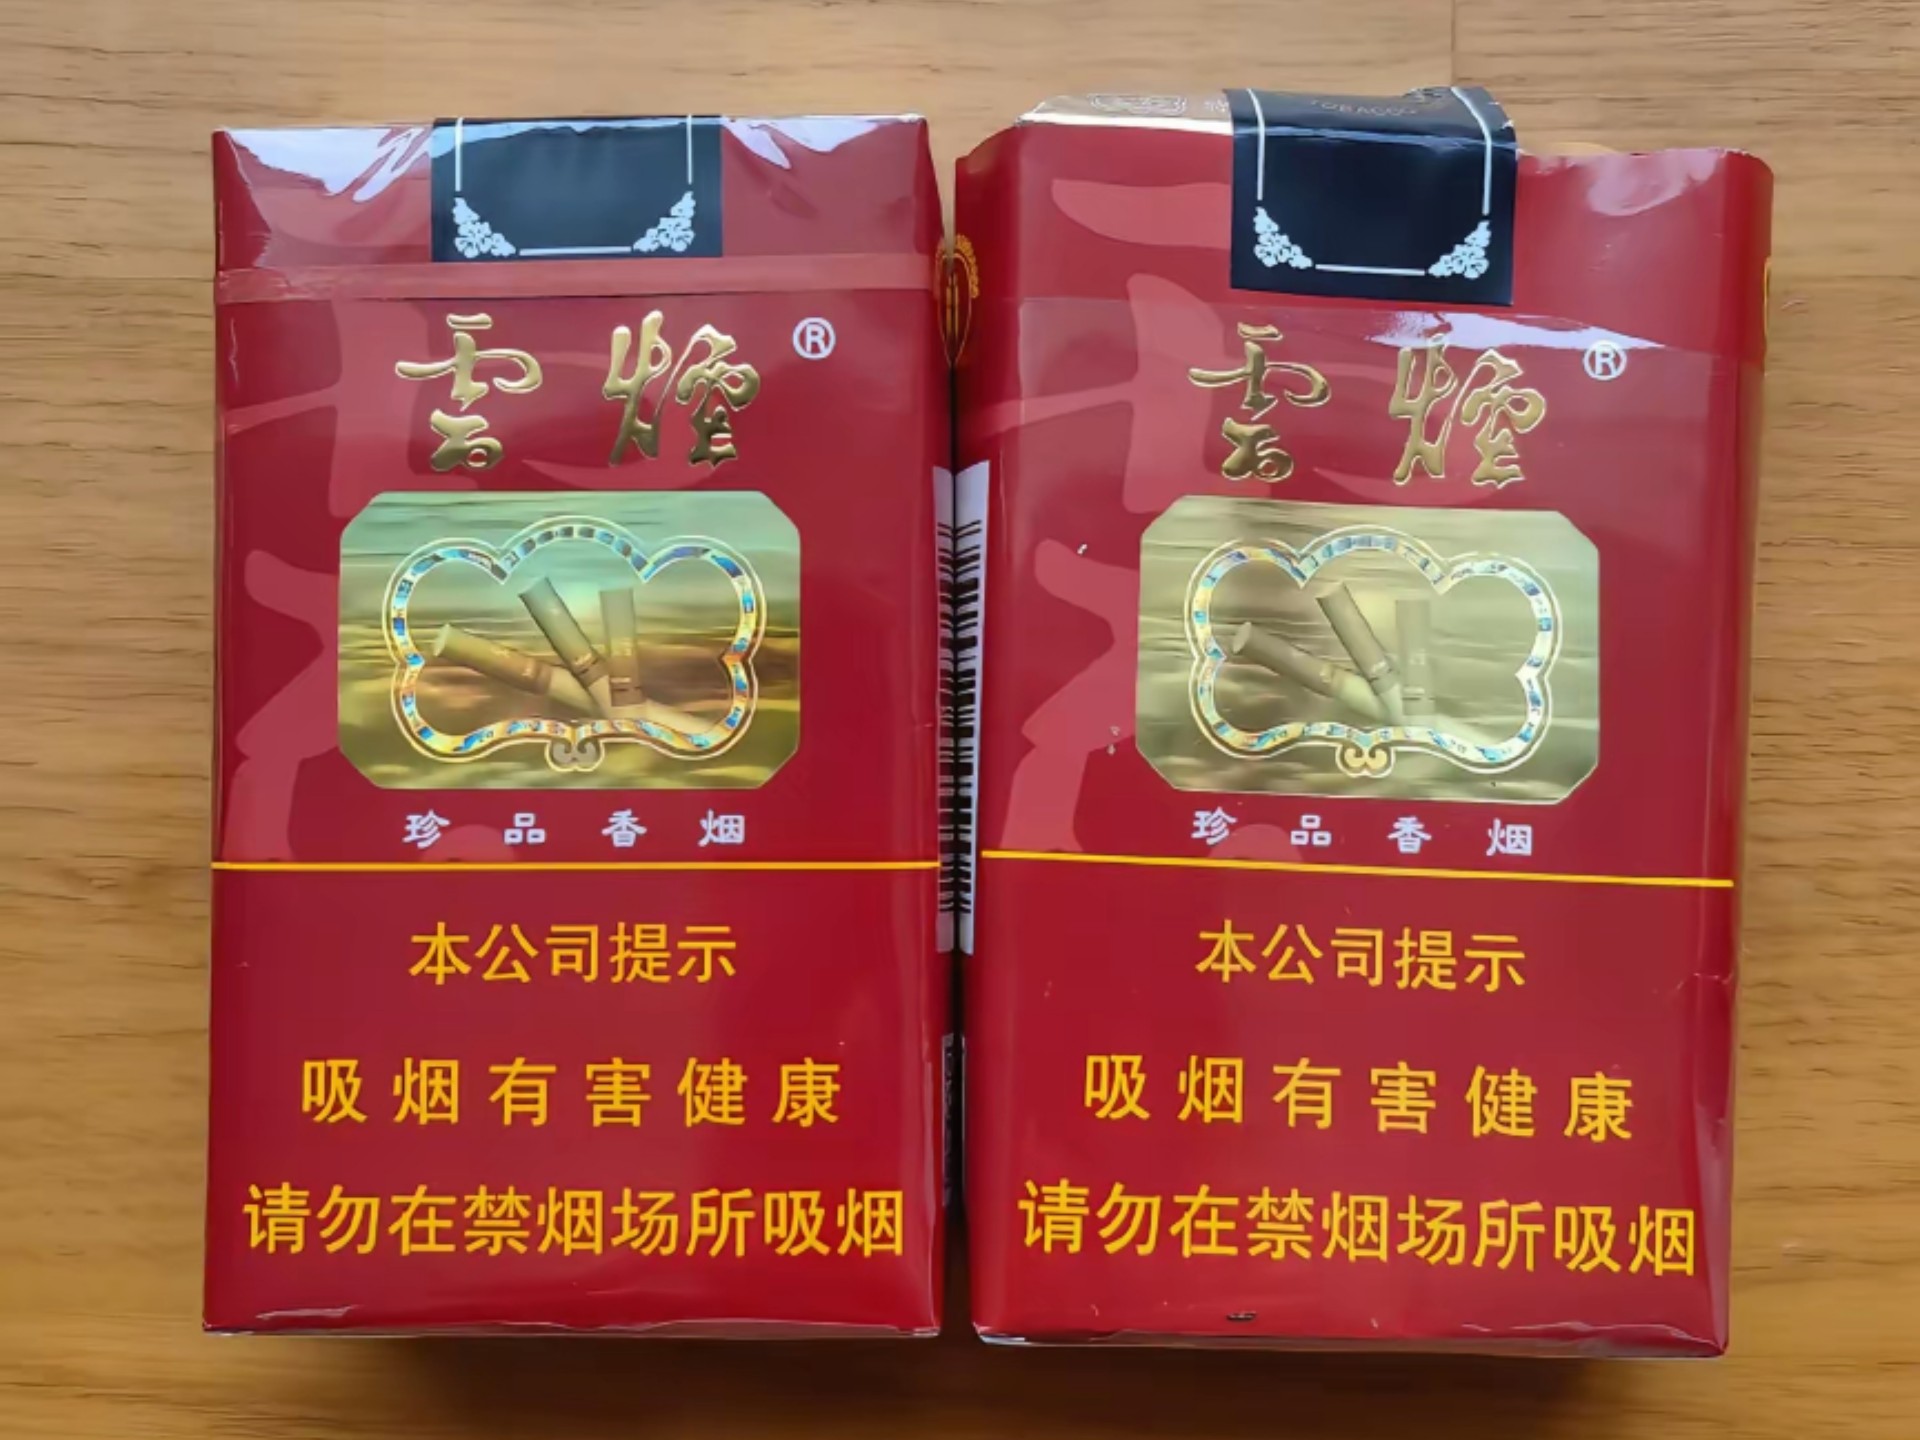 雲煙®
珍品香烟
本公司提示
吸烟有害健康
请勿在禁烟场所吸烟
TOBACCO
雲煙®
珍品香烟
本公司提示
吸烟有害健康
请勿在禁烟场所吸烟